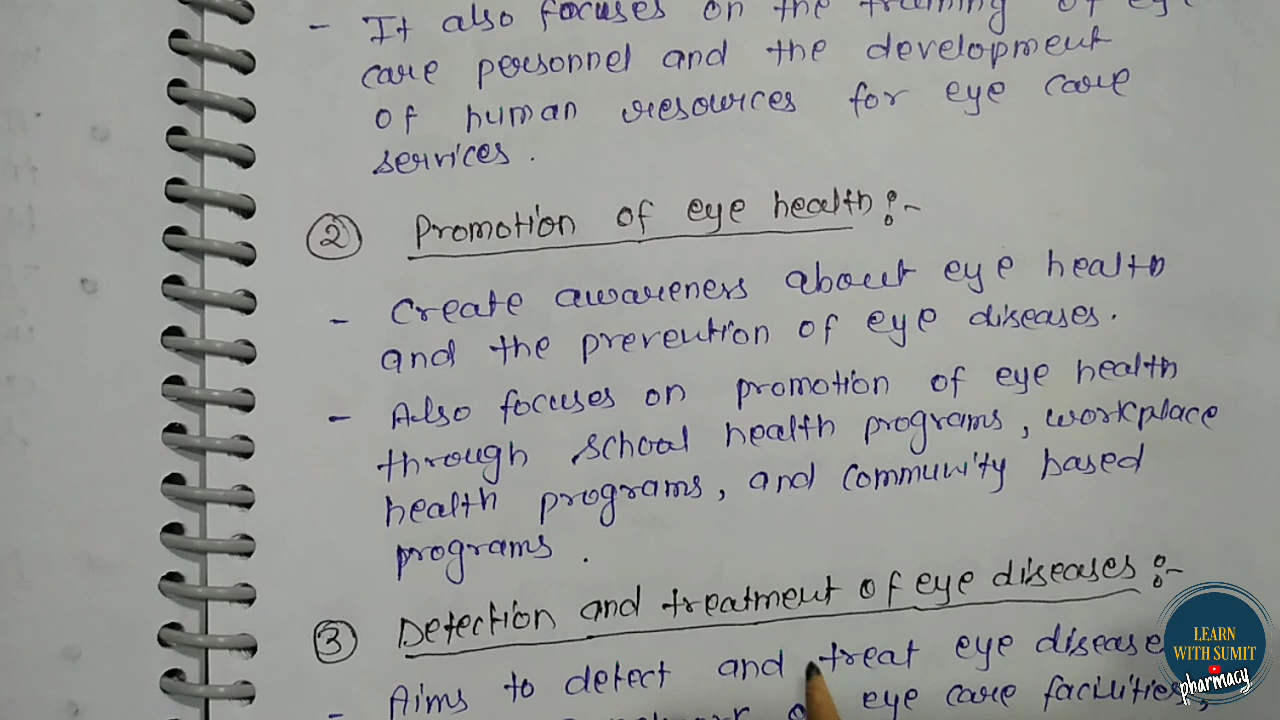 - It also focuses on the training of eye
care personnel and the development
of human resources for eye care
services.
② Promotion of eye health :-
- Create awareness about eye health
and the prevention of eye diseases.
- Also focuses on promotion of eye health
through school health programs, workplace
health programs, and community based
programs.
③ Detection and treatment of eye diseases :-
- Aims to detect and treat eye disease
eye care facilities,
LEARN
WITH SUMIT
pharmacy